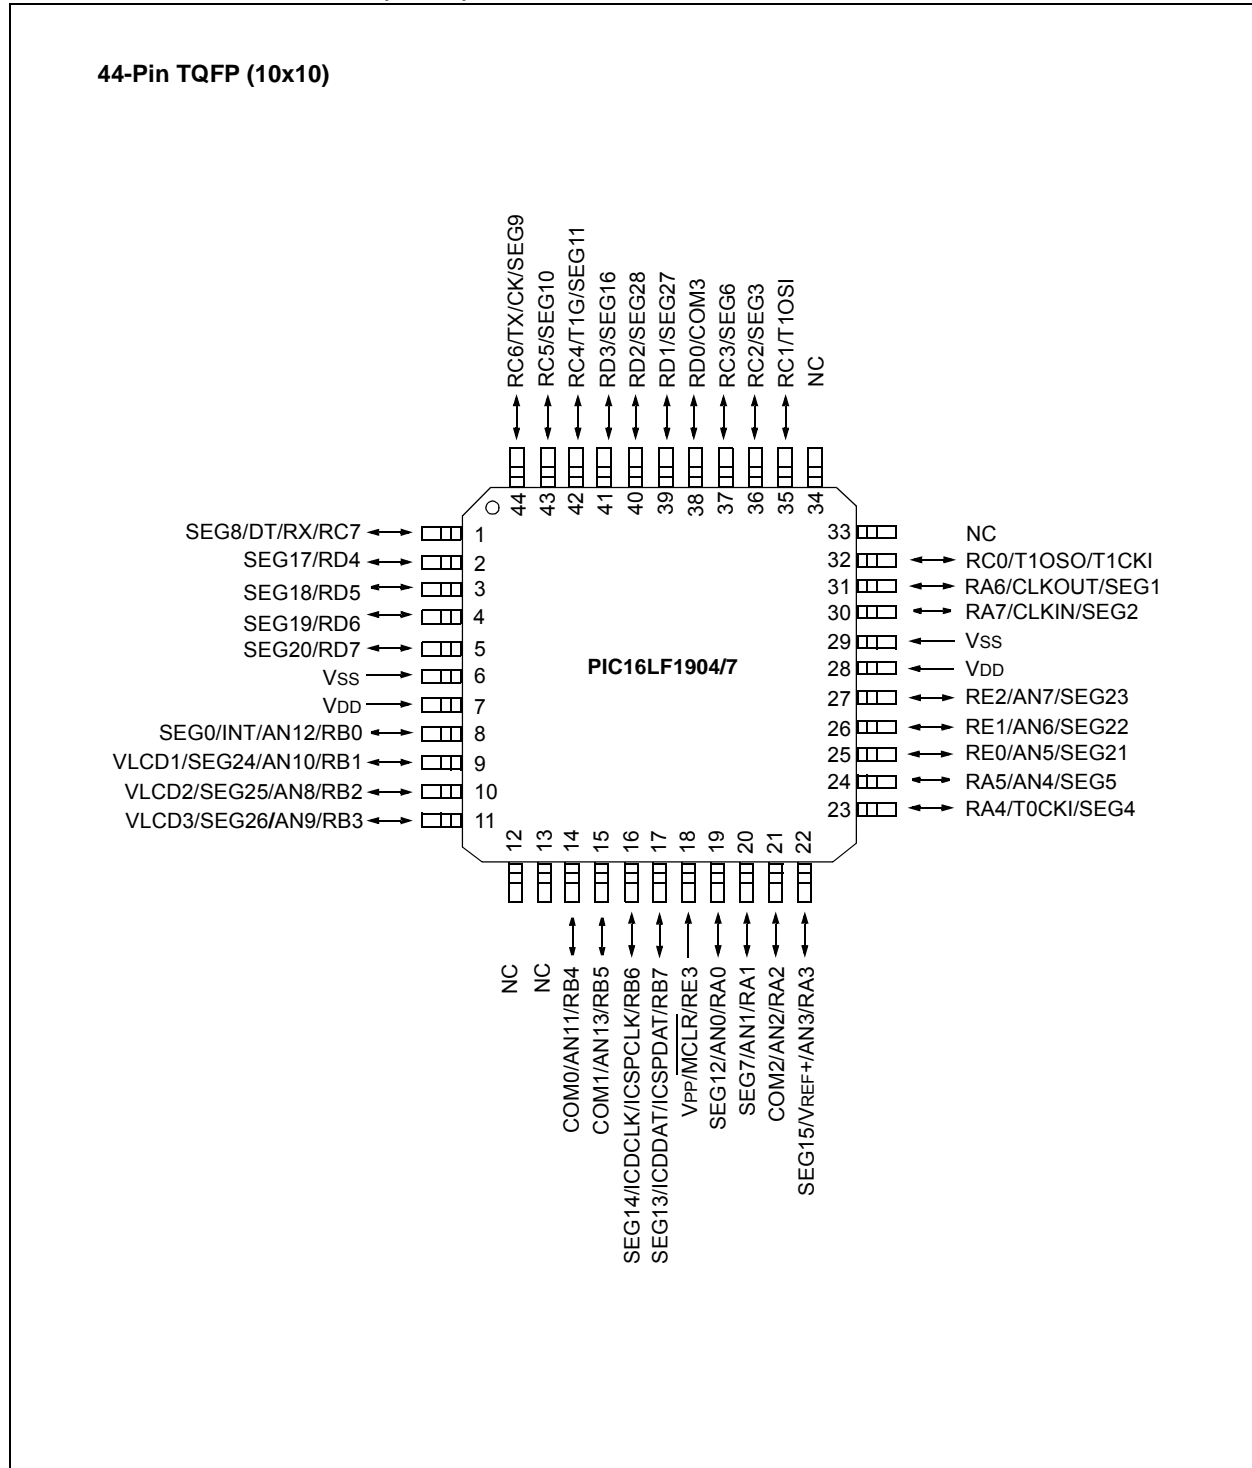 44-Pin TQFP (10x10)
RC6/TX/CK/SEG9
RC5/SEG10
RC4/T1G/SEG11
RD3/SEG16
RD2/SEG28
RD1/SEG27
RD0/COM3
RC3/SEG6
RC2/SEG3
RC1/T1OSI
NC
44
43
42
41
40
39
38
37
36
35
34
SEG8/DT/RX/RC7 1
SEG17/RD4 2
SEG18/RD5 3
SEG19/RD6 4
SEG20/RD7 5
VSS 6
VDD 7
SEG0/INT/AN12/RB0 8
VLCD1/SEG24/AN10/RB1 9
VLCD2/SEG25/AN8/RB2 10
VLCD3/SEG26/AN9/RB3 11
PIC16LF1904/7
33 NC
32 RC0/T1OSO/T1CKI
31 RA6/CLKOUT/SEG1
30 RA7/CLKIN/SEG2
29 VSS
28 VDD
27 RE2/AN7/SEG23
26 RE1/AN6/SEG22
25 RE0/AN5/SEG21
24 RA5/AN4/SEG5
23 RA4/T0CKI/SEG4
12
13
14
15
16
17
18
19
20
21
22
NC
NC
COM0/AN11/RB4
COM1/AN13/RB5
SEG14/ICDCLK/ICSPCLK/RB6
SEG13/ICDDAT/ICSPDAT/RB7
VPP/MCLR/RE3
SEG12/AN0/RA0
SEG7/AN1/RA1
COM2/AN2/RA2
SEG15/VREF+/AN3/RA3